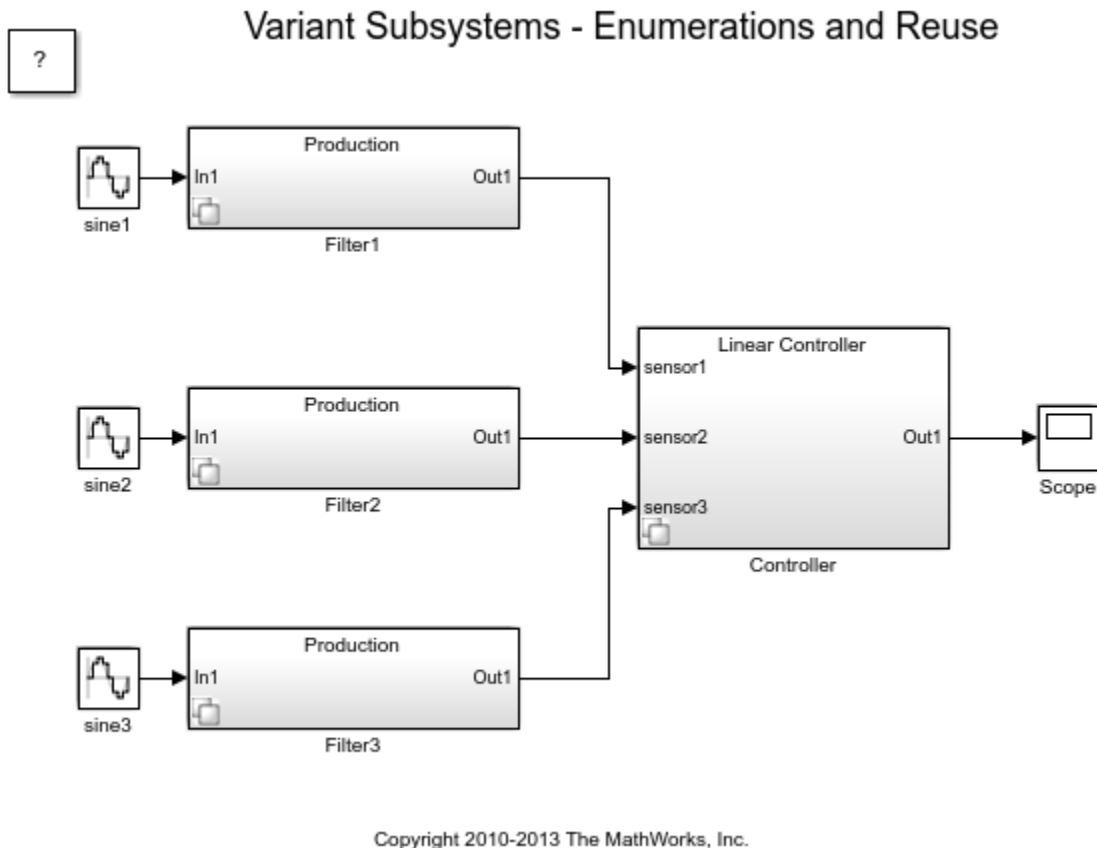 Variant Subsystems - Enumerations and Reuse
?
Production
In1
Out1
sine1
Filter1
Linear Controller
sensor1
Production
In1
Out1
sensor2
Out1
sine2
Filter2
Scope
sensor3
Controller
Production
In1
Out1
sine3
Filter3
Copyright 2010-2013 The MathWorks, Inc.